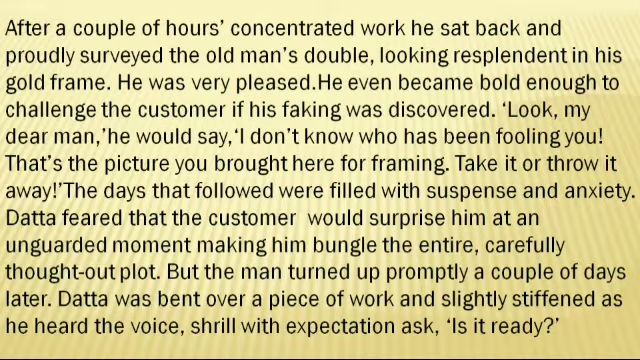 After a couple of hours’ concentrated work he sat back and
proudly surveyed the old man’s double, looking resplendent in his
gold frame. He was very pleased.He even became bold enough to
challenge the customer if his faking was discovered. ‘Look, my
dear man,’he would say,‘I don’t know who has been fooling you!
That’s the picture you brought here for framing. Take it or throw it
away!’The days that followed were filled with suspense and anxiety.
Datta feared that the customer  would surprise him at an
unguarded moment making him bungle the entire, carefully
thought-out plot. But the man turned up promptly a couple of days
later. Datta was bent over a piece of work and slightly stiffened as
he heard the voice, shrill with expectation ask, ‘Is it ready?’